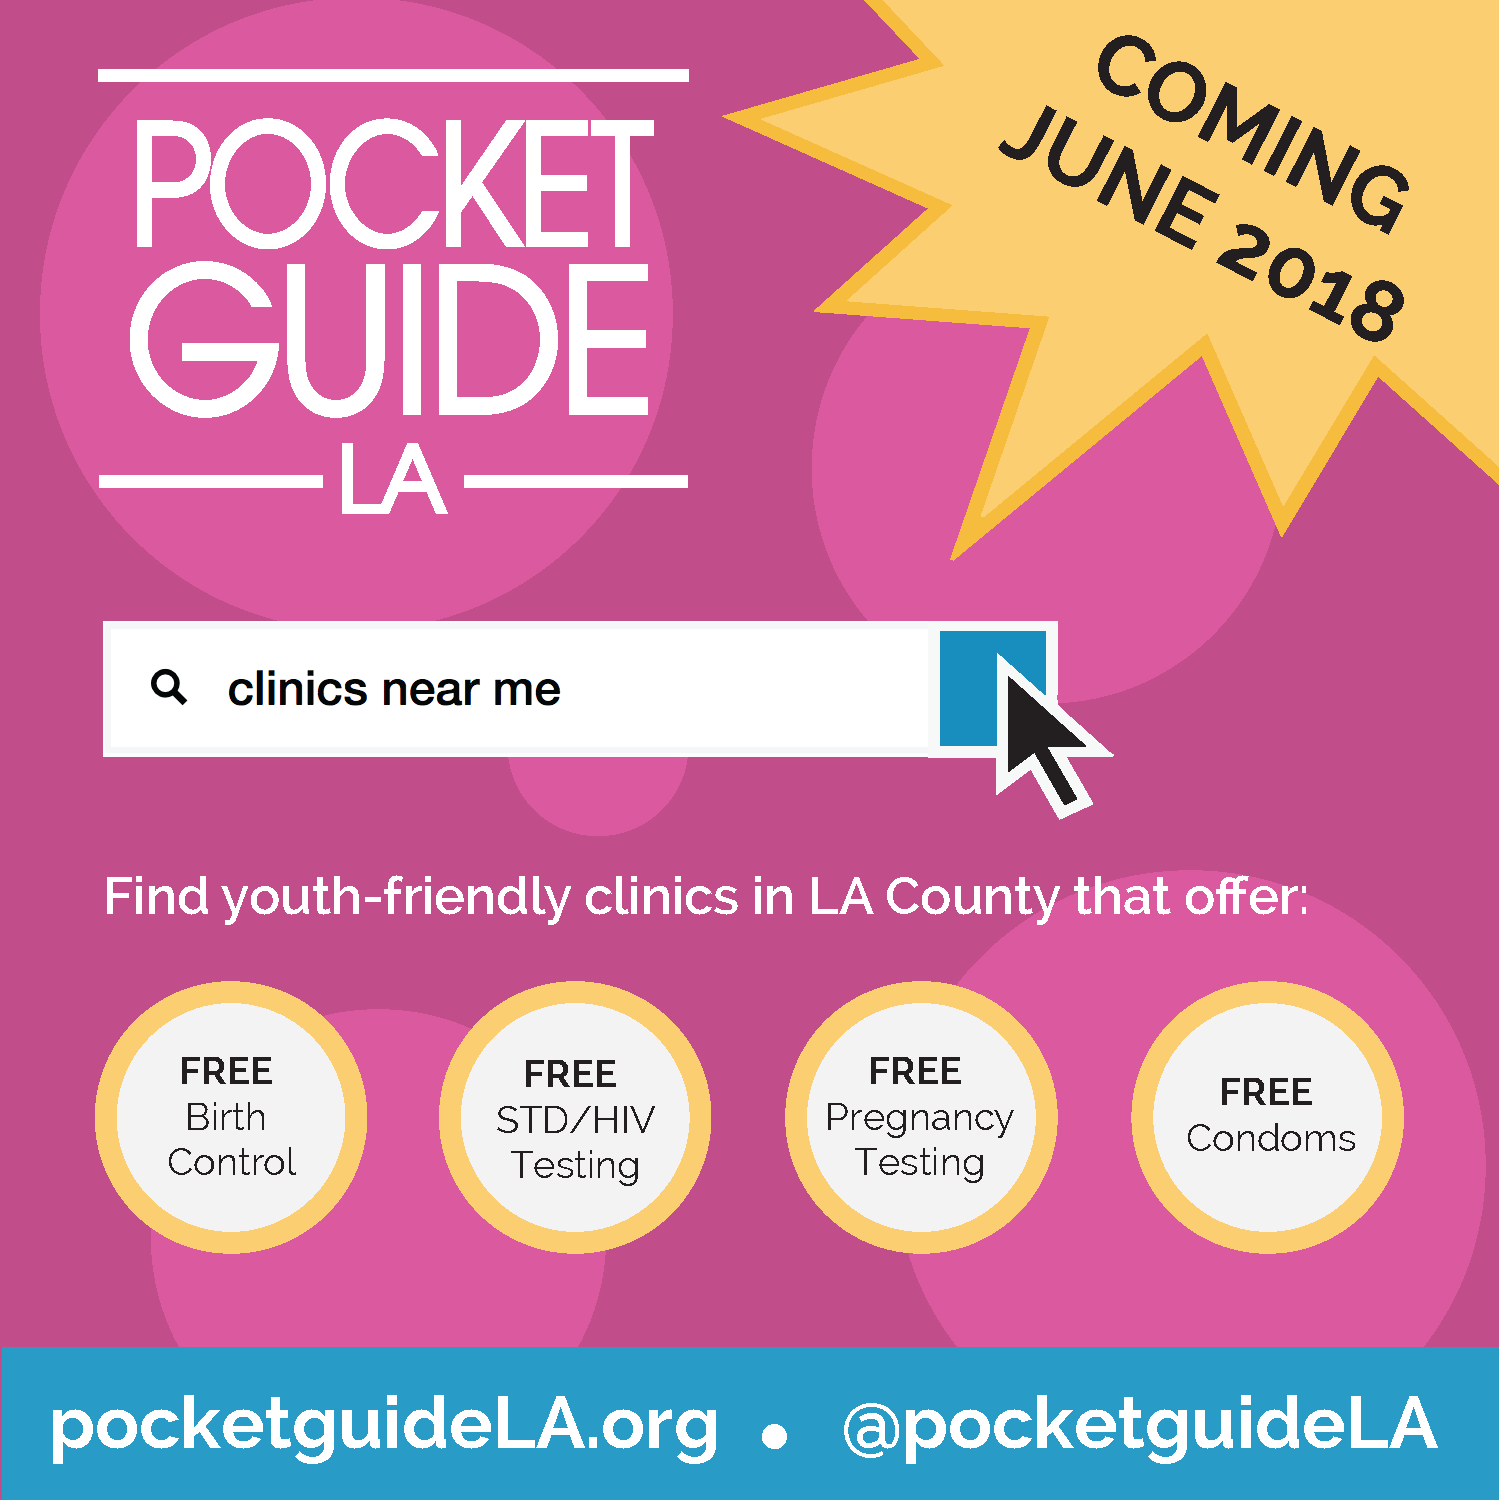 POCKET
GUIDE
LA
COMING
JUNE 2018
clinics near me
Find youth-friendly clinics in LA County that offer:
FREE
Birth
Control
FREE
STD/HIV
Testing
FREE
Pregnancy
Testing
FREE
Condoms
pocketguideLA.org • @pocketguideLA